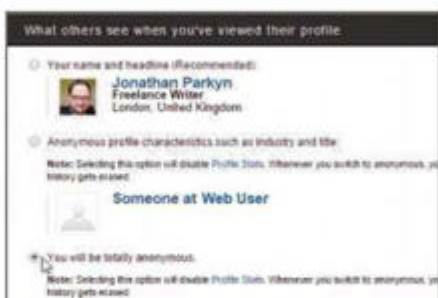 What others see when you've viewed their profile
Your name and headline (Recommended)
Jonathan Parkyn
Freelance Writer
London, United Kingdom
Anonymous profile characteristics such as industry and title
Note: Selecting this option will disable Profile Stats. Whenever you switch to anonymous, yo
history gets erased
Someone at Web User
You will be totally anonymous.
Note: Selecting this option will disable Profile Stats. Whenever you switch to anonymous, yo
history gets erased